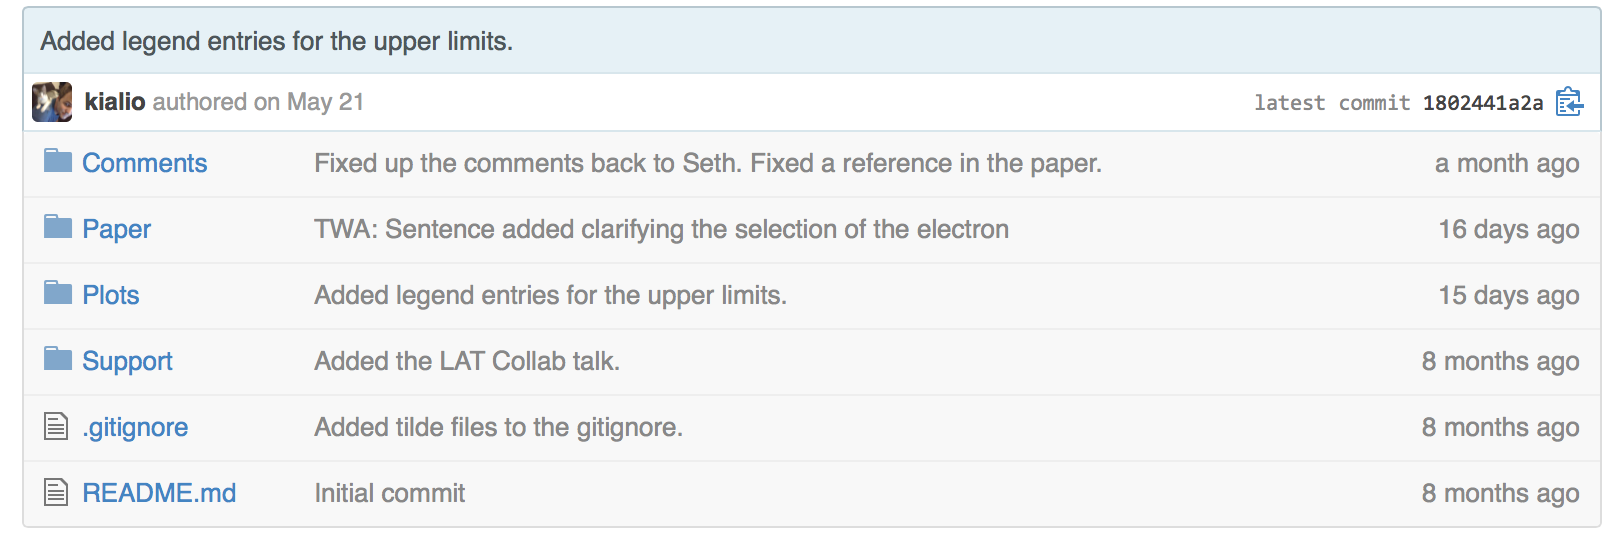 Added legend entries for the upper limits.
kialio authored on May 21 latest commit 1802441a2a
Comments Fixed up the comments back to Seth. Fixed a reference in the paper. a month ago
Paper TWA: Sentence added clarifying the selection of the electron 16 days ago
Plots Added legend entries for the upper limits. 15 days ago
Support Added the LAT Collab talk. 8 months ago
.gitignore Added tilde files to the gitignore. 8 months ago
README.md Initial commit 8 months ago